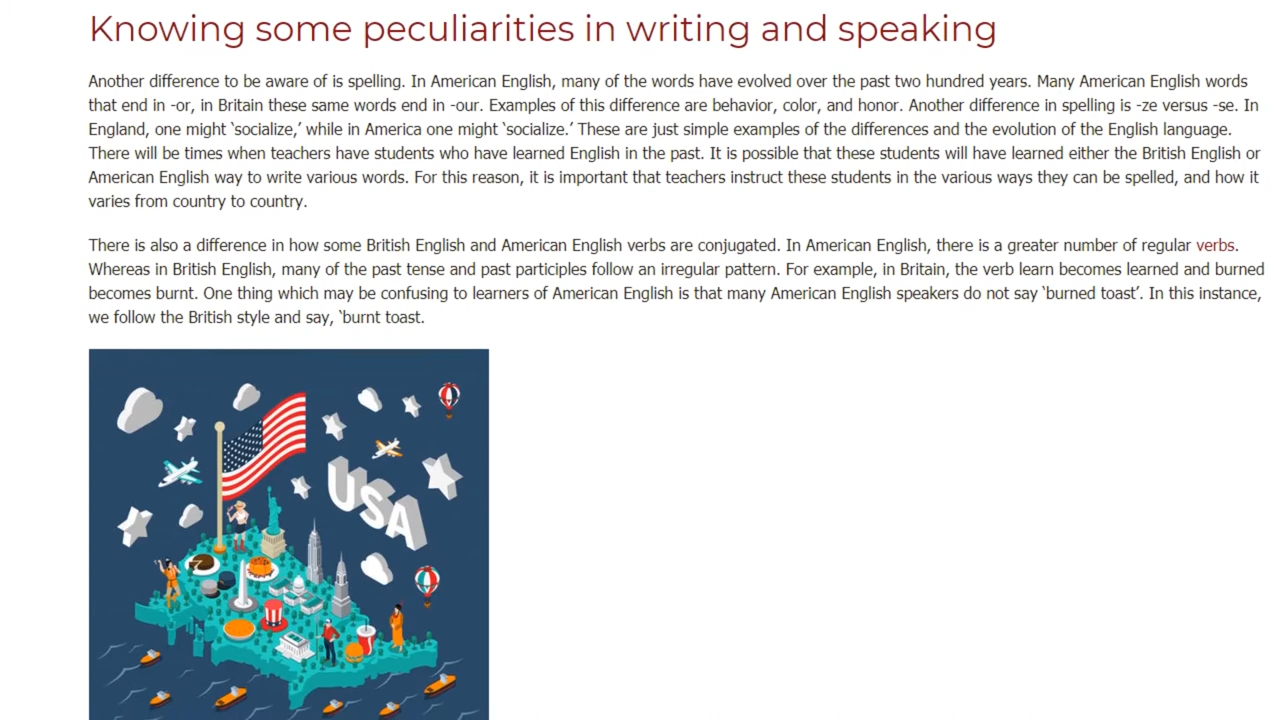 Knowing some peculiarities in writing and speaking
Another difference to be aware of is spelling. In American English, many of the words have evolved over the past two hundred years. Many American English words
that end in -or, in Britain these same words end in -our. Examples of this difference are behavior, color, and honor. Another difference in spelling is -ze versus -se. In
England, one might ‘socialize,’ while in America one might ‘socialize.’ These are just simple examples of the differences and the evolution of the English language.
There will be times when teachers have students who have learned English in the past. It is possible that these students will have learned either the British English or
American English way to write various words. For this reason, it is important that teachers instruct these students in the various ways they can be spelled, and how it
varies from country to country.
There is also a difference in how some British English and American English verbs are conjugated. In American English, there is a greater number of regular verbs.
Whereas in British English, many of the past tense and past participles follow an irregular pattern. For example, in Britain, the verb learn becomes learned and burned
becomes burnt. One thing which may be confusing to learners of American English is that many American English speakers do not say ‘burned toast’. In this instance,
we follow the British style and say, ‘burnt toast.
USA